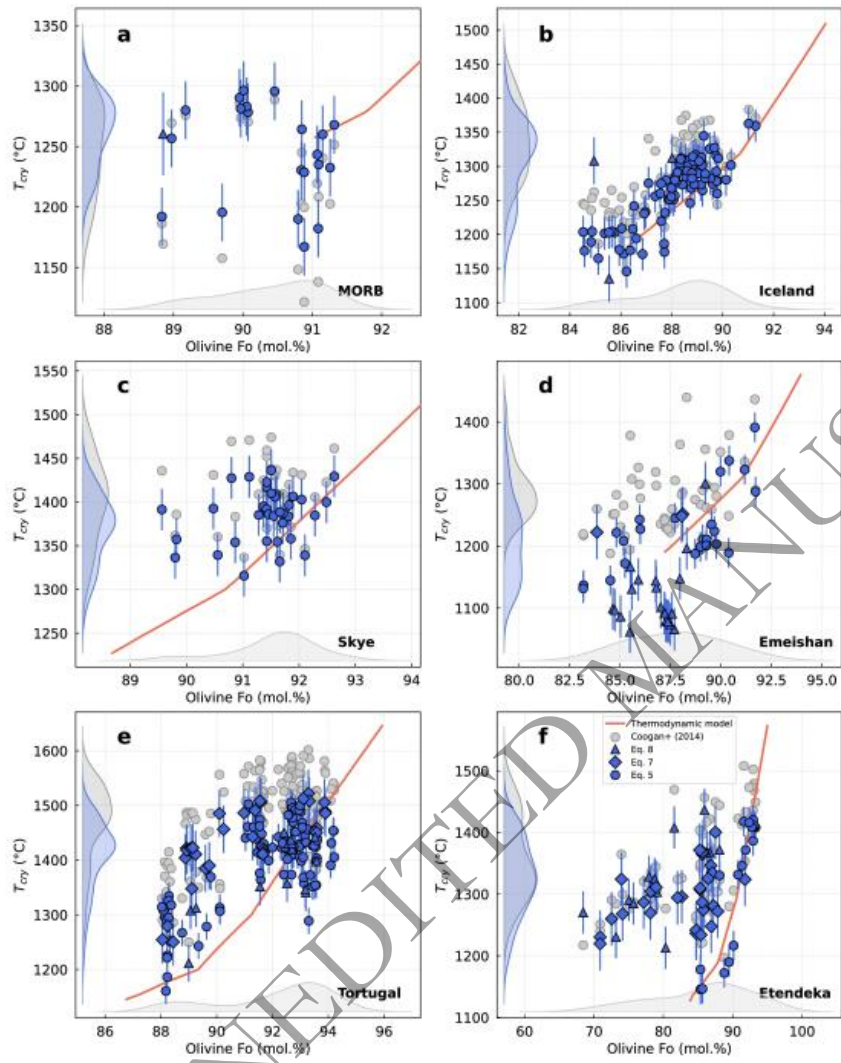 a
b
1350
1300
1250
1200
1150
T_cry (°C)
88 89 90 91 92
Olivine Fo (mol.%)
MORB
1500
1450
1400
1350
1300
1250
1200
1150
1100
T_cry (°C)
82 84 86 88 90 92 94
Olivine Fo (mol.%)
Iceland
c
d
1550
1500
1450
1400
1350
1300
1250
T_cry (°C)
89 90 91 92 93 94
Olivine Fo (mol.%)
Skye
1400
1300
1200
1100
T_cry (°C)
80.0 82.5 85.0 87.5 90.0 92.5 95.0
Olivine Fo (mol.%)
Emeishan
e
f
1600
1500
1400
1300
1200
T_cry (°C)
86 88 90 92 94 96
Olivine Fo (mol.%)
Tortugal
Thermodynamic model
Coogan+ (2014)
Eq. 8
Eq. 7
Eq. 5
1500
1400
1300
1200
1100
T_cry (°C)
60 70 80 90 100
Olivine Fo (mol.%)
Etendeka
NEDITED MANUS